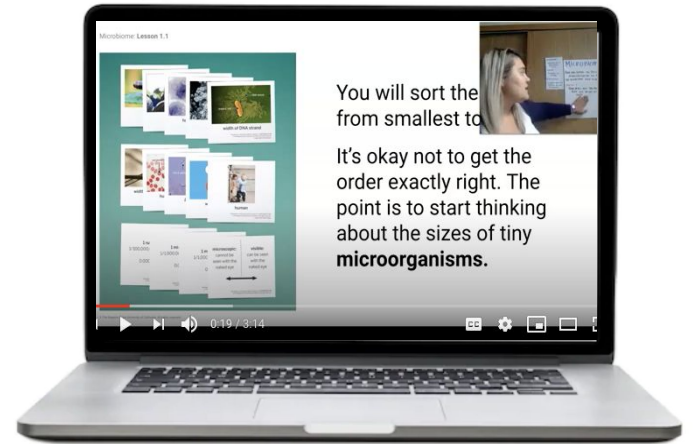 Microbiome: Lesson 1.1
You will sort the
from smallest to
It's okay not to get the
order exactly right. The
point is to start thinking
about the sizes of tiny
microorganisms.
width of DNA strand
human
microscopic:
cannot be
seen with the
naked eye
visible:
can be seen
with the
naked eye
0:19 / 3:14
CC